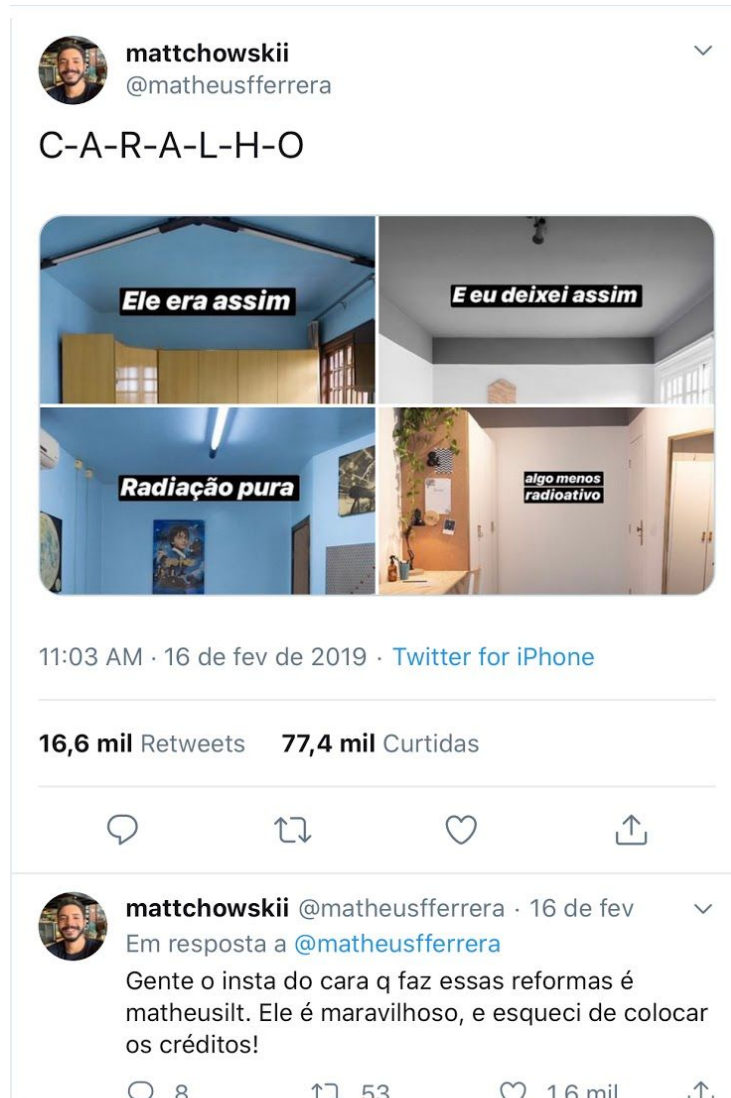 mattchowskii
@matheusfferrera
C-A-R-A-L-H-O
Ele era assim
E eu deixei assim
Radiação pura
algo menos
radioativo
11:03 AM · 16 de fev de 2019 · Twitter for iPhone
16,6 mil Retweets 77,4 mil Curtidas
mattchowskii @matheusfferrera · 16 de fev
Em resposta a @matheusfferrera
Gente o insta do cara q faz essas reformas é
matheusilt. Ele é maravilhoso, e esqueci de colocar
os créditos!
8 53 1,6 mil